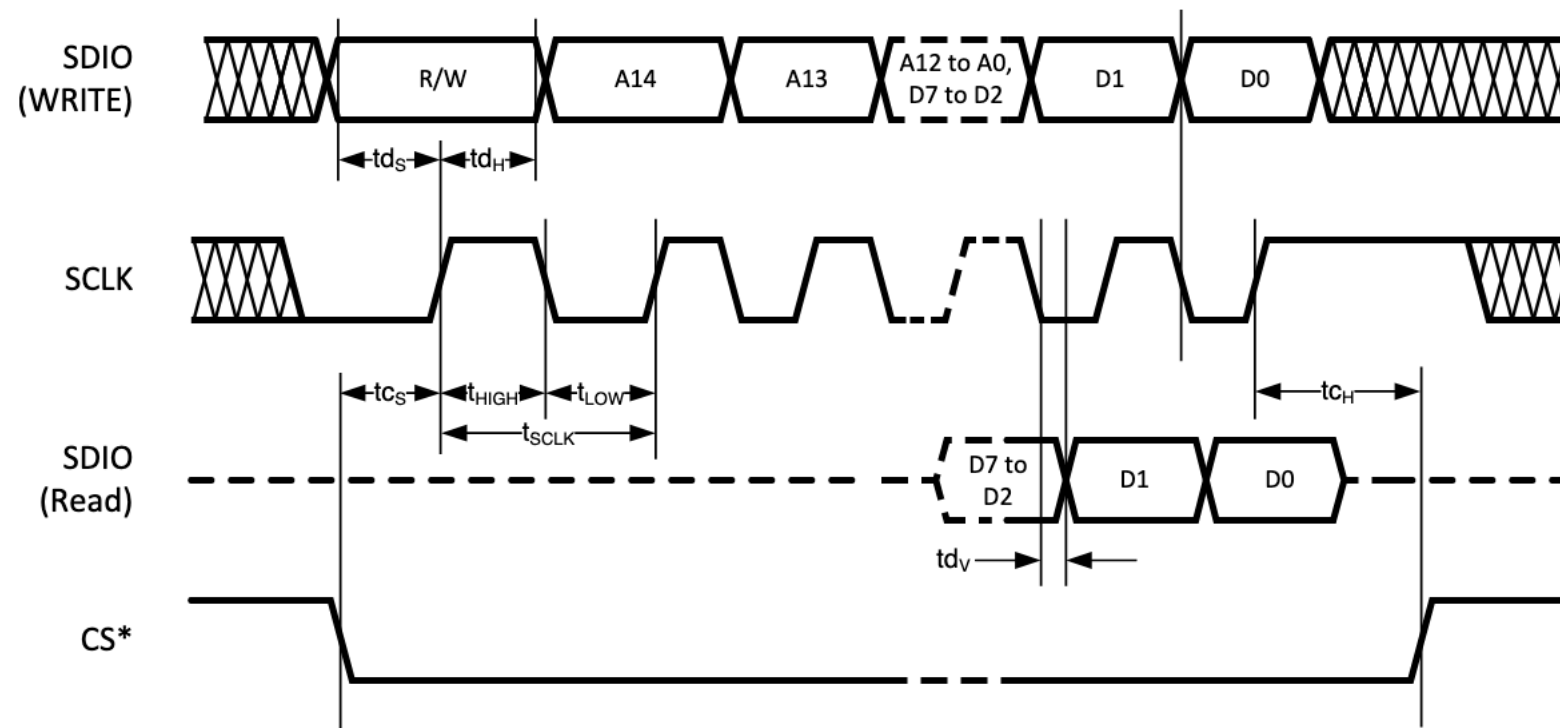 SDIO
(WRITE)
R/W
A14
A13
A12 to A0,
D7 to D2
D1
D0
tdS
tdH
SCLK
tcS
tHIGH
tLOW
tSCLK
tcH
SDIO
(Read)
D7 to
D2
D1
D0
tdV
CS*